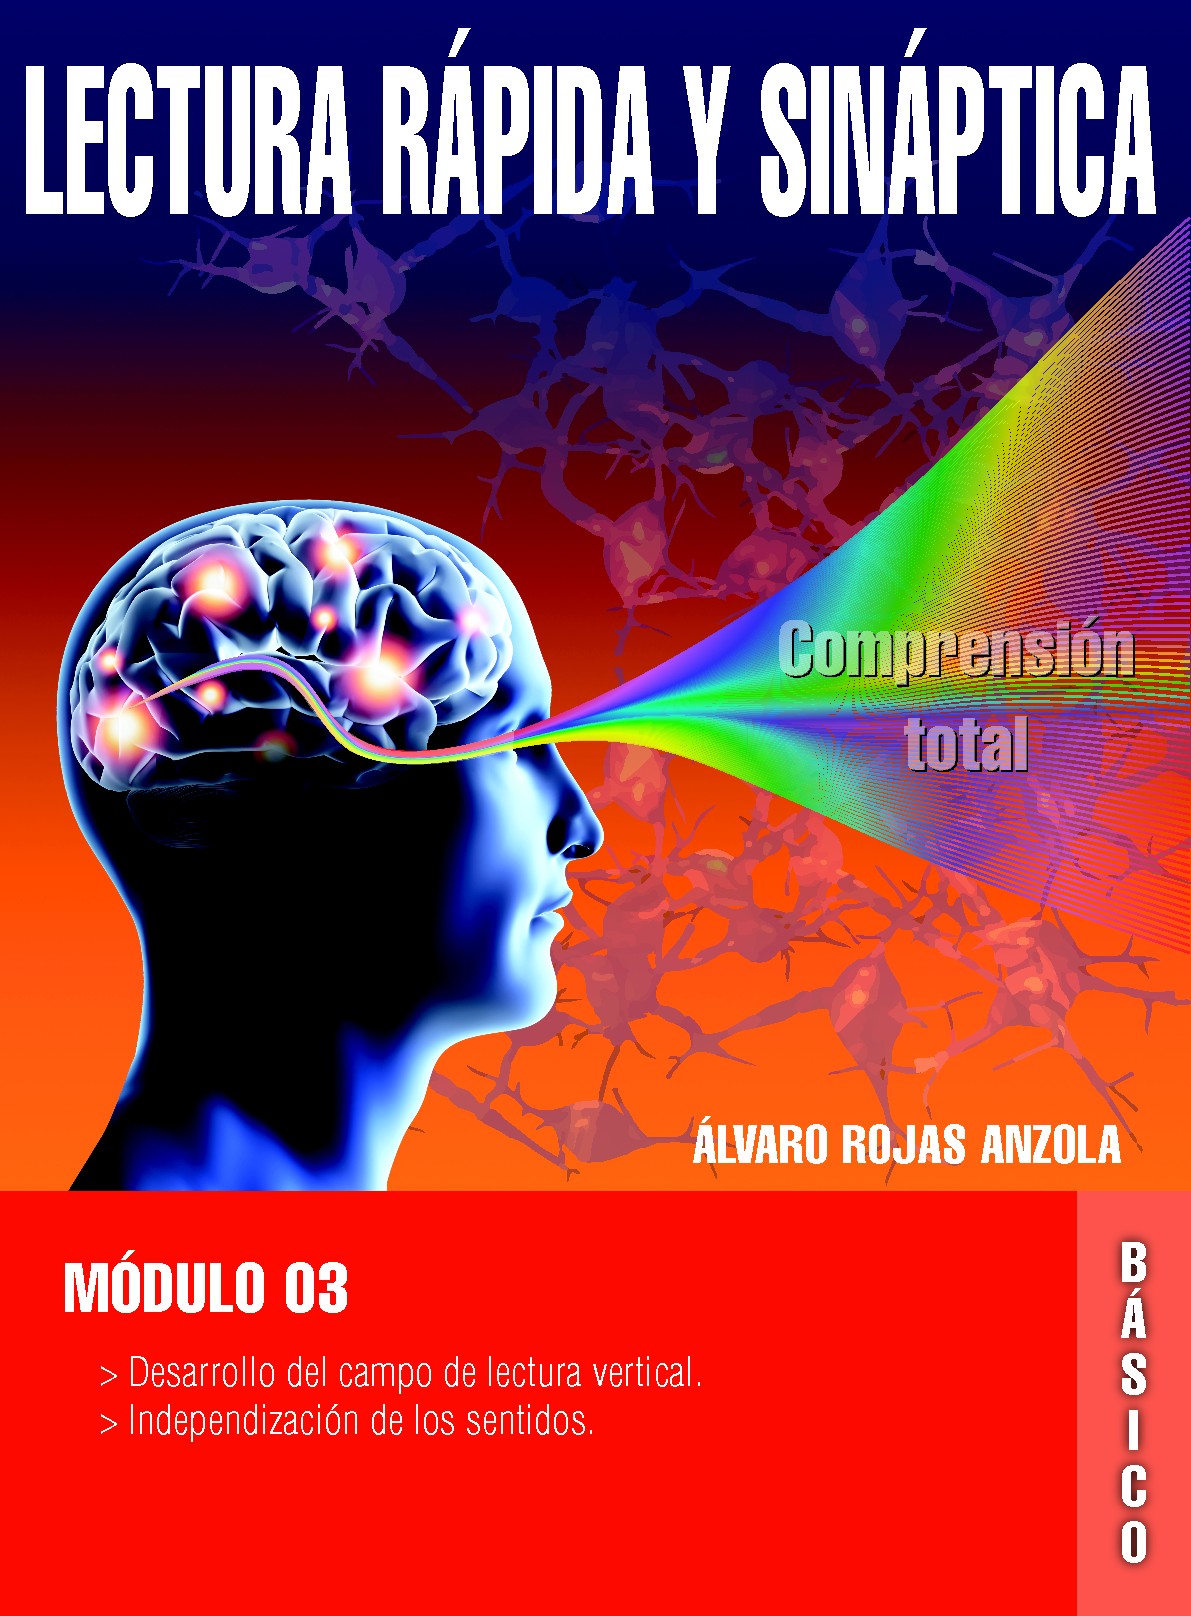 LECTURA RÁPIDA Y SINÁPTICA
Comprensión
total
ÁLVARO ROJAS ANZOLA
MÓDULO 03
> Desarrollo del campo de lectura vertical.
> Independización de los sentidos.
BÁSICO